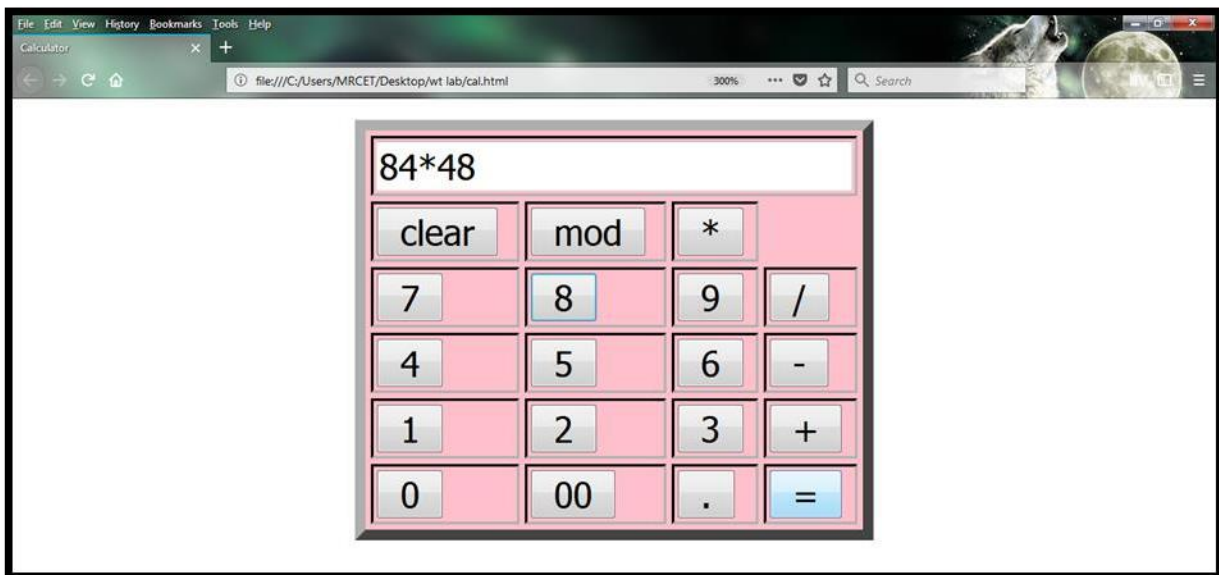 File Edit View History Bookmarks Tools Help
Calculator × +
file:///C:/Users/MRCET/Desktop/wt lab/cal.html 300% Search
84*48
clear mod *
7 8 9 /
4 5 6 -
1 2 3 +
0 00 . =